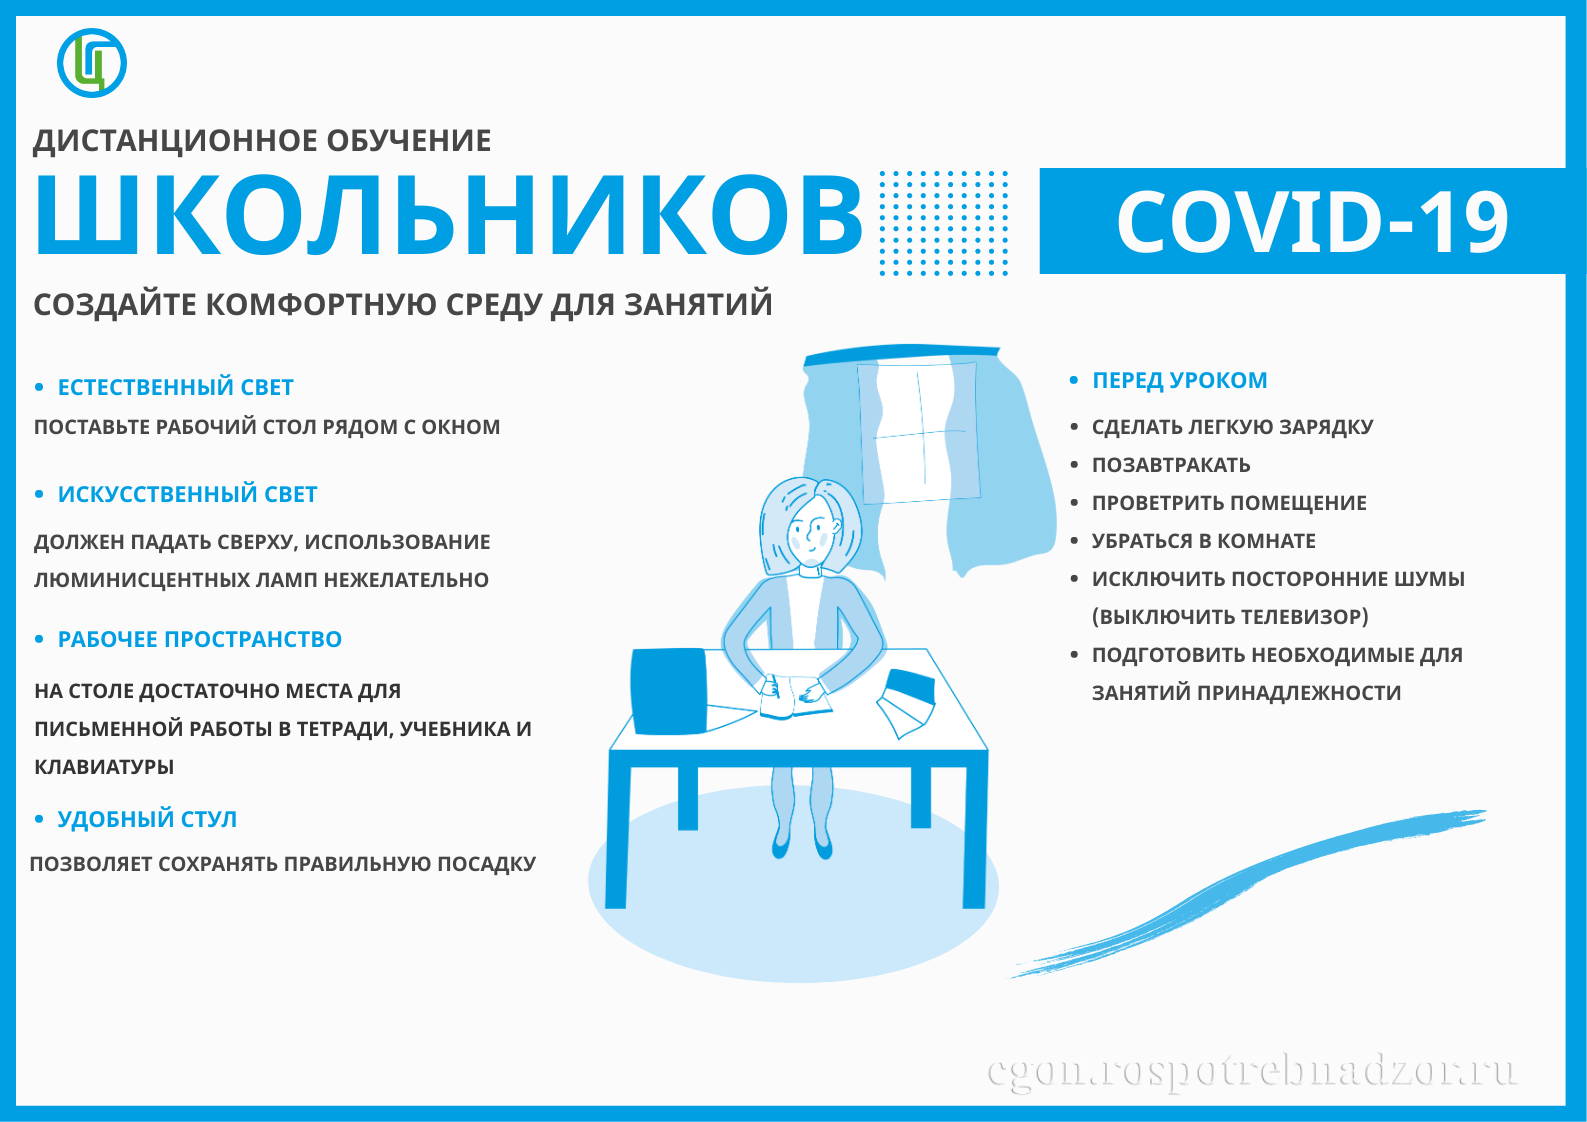 ДИСТАНЦИОННОЕ ОБУЧЕНИЕ
ШКОЛЬНИКОВ
COVID-19
СОЗДАЙТЕ КОМФОРТНУЮ СРЕДУ ДЛЯ ЗАНЯТИЙ
• ЕСТЕСТВЕННЫЙ СВЕТ
ПОСТАВЬТЕ РАБОЧИЙ СТОЛ РЯДОМ С ОКНОМ
• ИСКУССТВЕННЫЙ СВЕТ
ДОЛЖЕН ПАДАТЬ СВЕРХУ, ИСПОЛЬЗОВАНИЕ
ЛЮМИНИСЦЕНТНЫХ ЛАМП НЕЖЕЛАТЕЛЬНО
• РАБОЧЕЕ ПРОСТРАНСТВО
НА СТОЛЕ ДОСТАТОЧНО МЕСТА ДЛЯ
ПИСЬМЕННОЙ РАБОТЫ В ТЕТРАДИ, УЧЕБНИКА И
КЛАВИАТУРЫ
• УДОБНЫЙ СТУЛ
ПОЗВОЛЯЕТ СОХРАНЯТЬ ПРАВИЛЬНУЮ ПОСАДКУ
• ПЕРЕД УРОКОМ
• СДЕЛАТЬ ЛЕГКУЮ ЗАРЯДКУ
• ПОЗАВТРАКАТЬ
• ПРОВЕТРИТЬ ПОМЕЩЕНИЕ
• УБРАТЬСЯ В КОМНАТЕ
• ИСКЛЮЧИТЬ ПОСТОРОННИЕ ШУМЫ
(ВЫКЛЮЧИТЬ ТЕЛЕВИЗОР)
• ПОДГОТОВИТЬ НЕОБХОДИМЫЕ ДЛЯ
ЗАНЯТИЙ ПРИНАДЛЕЖНОСТИ
cgon.rospotrebnadzor.ru